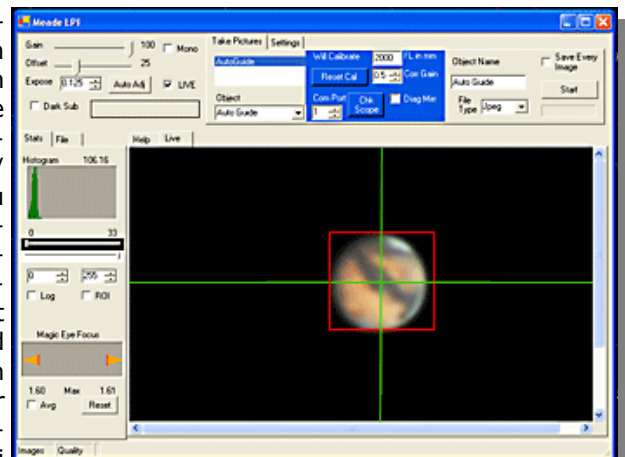 Meade LPI
Gain 100 Mono
Offset 25
Expose 0.125 Auto Adj LIVE
Dark Sub
Take Pictures Settings
AutoGuide
Object
Auto Guide
Will Calibrate 2000 FL in mm
Reset Cal 0.5 Corr Gain
Com-Port Chk Scope Diag Msr
1
Object Name
Auto Guide
File Type Jpeg
Save Every Image
Start
Stats File
Help Live
Histogram 106.16
0 33
0 255
Log ROI
Magic Eye Focus
1.60 Max 1.61
Avg Reset
Images Quality